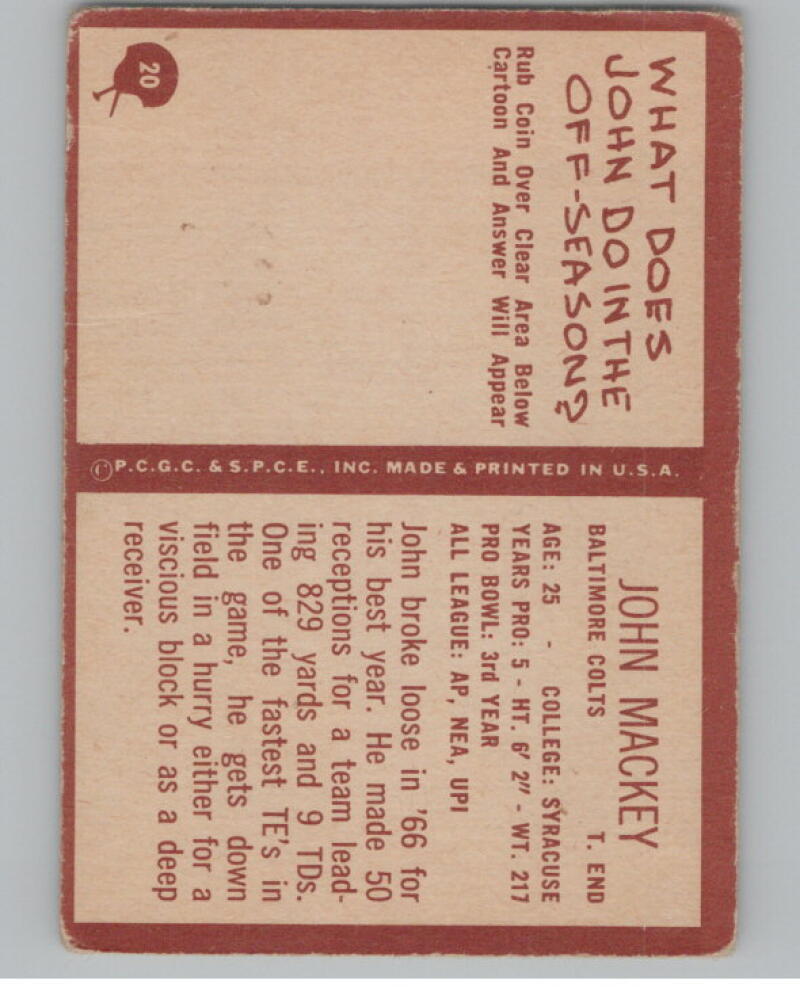 WHAT DOES
JOHN DO IN THE
OFF-SEASON?
Rub Coin Over Clear Area Below
Cartoon And Answer Will Appear
20
©P.C.G.C. & S.P.C.E., INC. MADE & PRINTED IN U.S.A.
JOHN MACKEY
BALTIMORE COLTS T. END
AGE: 25 - COLLEGE: SYRACUSE
YEARS PRO: 5 - HT. 6' 2" - WT. 217
PRO BOWL: 3rd YEAR
ALL LEAGUE: AP, NEA, UPI
John broke loose in '66 for
his best year. He made 50
receptions for a team lead-
ing 829 yards and 9 TDs.
One of the fastest TE's in
the game, he gets down
field in a hurry either for a
viscious block or as a deep
receiver.